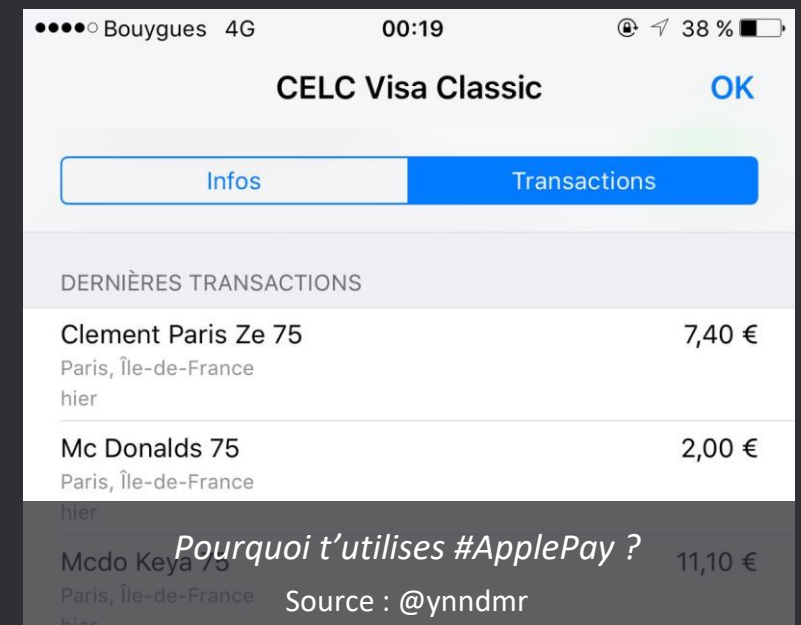 Bouygues 4G 00:19 38 %
CELC Visa Classic OK
Infos Transactions
DERNIÈRES TRANSACTIONS
Clement Paris Ze 75 7,40 €
Paris, Île-de-France
hier
Mc Donalds 75 2,00 €
Paris, Île-de-France
hier
Pourquoi t’utilises #ApplePay ?
Mcdo Keya 75 11,10 €
Paris, Île-de-France
Source : @ynndmr